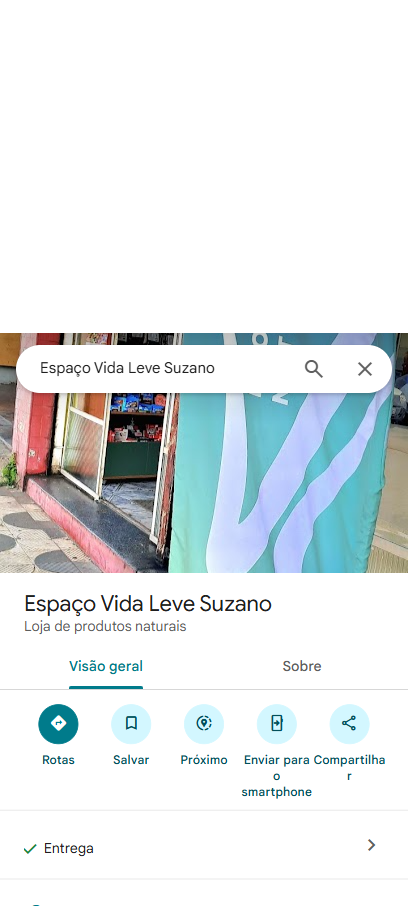 Espaço Vida Leve Suzano
Espaço Vida Leve Suzano
Loja de produtos naturais
Visão geral
Sobre
Rotas
Salvar
Próximo
Enviar para
o
smartphone
Compartilha
r
Entrega